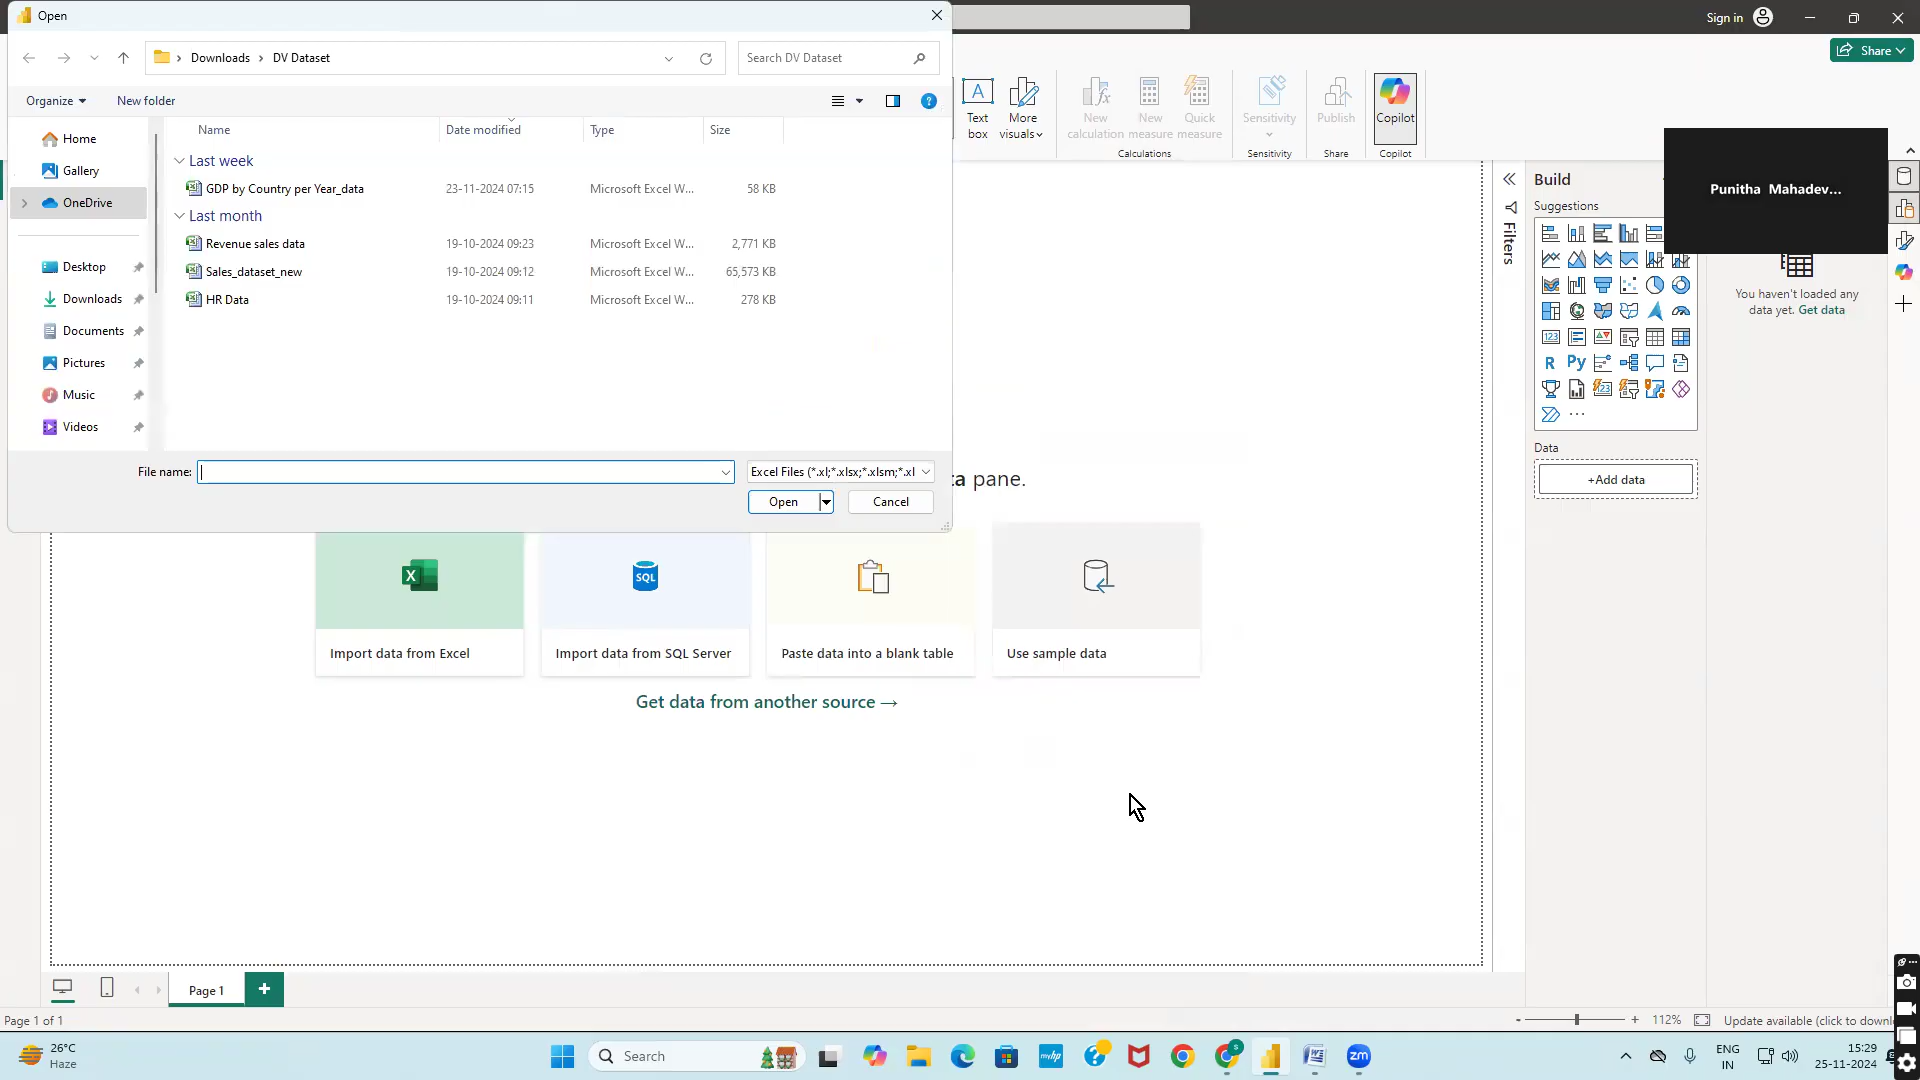 Open
Sign in
Share
Downloads > DV Dataset
Search DV Dataset
Organize
New folder
Text box
More visuals
New calculation
New measure
Quick measure
Sensitivity
Publish
Copilot
Calculations
Sensitivity
Share
Copilot
Home
Gallery
OneDrive
Desktop
Downloads
Documents
Pictures
Music
Videos
Name
Date modified
Type
Size
Last week
GDP by Country per Year_data 23-11-2024 07:15 Microsoft Excel W... 58 KB
Last month
Revenue sales data 19-10-2024 09:23 Microsoft Excel W... 2,771 KB
Sales_dataset_new 19-10-2024 09:12 Microsoft Excel W... 65,573 KB
HR Data 19-10-2024 09:11 Microsoft Excel W... 278 KB
File name:
Excel Files (*.xl;*.xlsx;*.xlsm;*.xl
Open
Cancel
pane.
Import data from Excel
Import data from SQL Server
Paste data into a blank table
Use sample data
SQL
Get data from another source →
Filters
Build
Suggestions
R
Py
123
Data
+Add data
Punitha Mahadev...
You haven't loaded any
data yet. Get data
Page 1
Page 1 of 1
112%
Update available (click to downl
26°C
Haze
Search
myhp
zm
ENG
IN
15:29
25-11-2024